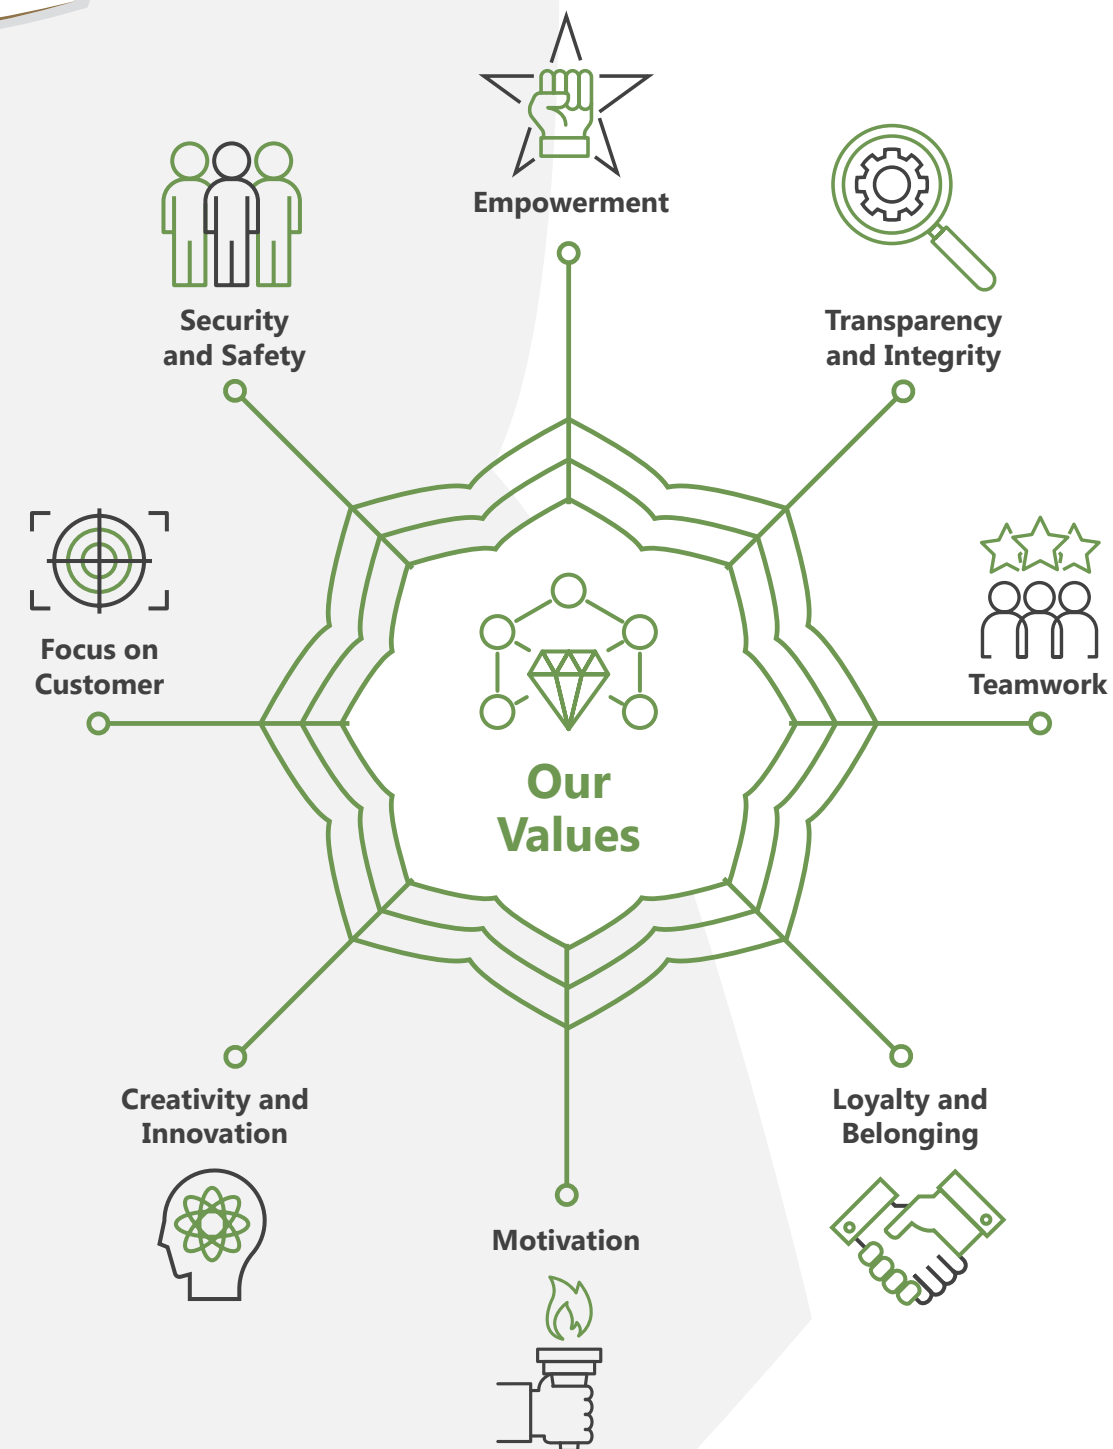 Empowerment
Security
and Safety
Transparency
and Integrity
Focus on
Customer
Teamwork
Our
Values
Creativity and
Innovation
Loyalty and
Belonging
Motivation